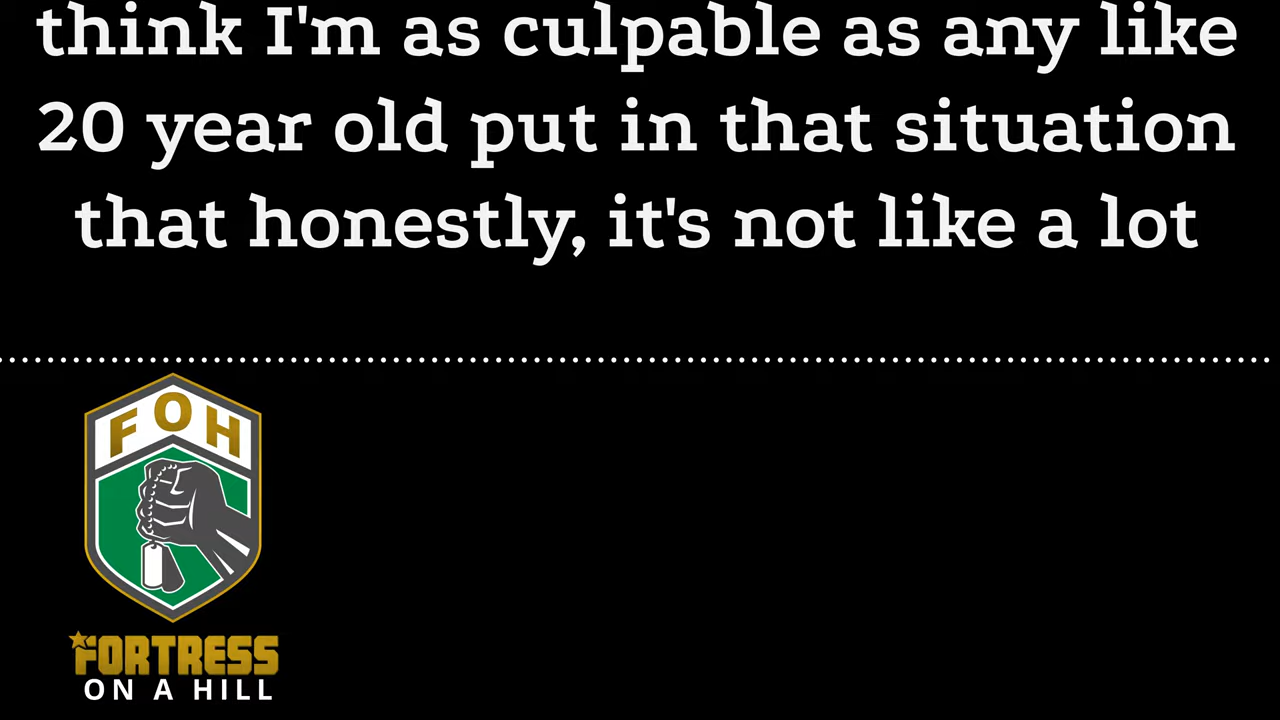 think I'm as culpable as any like
20 year old put in that situation
that honestly, it's not like a lot
FOH
FORTRESS
ON A HILL